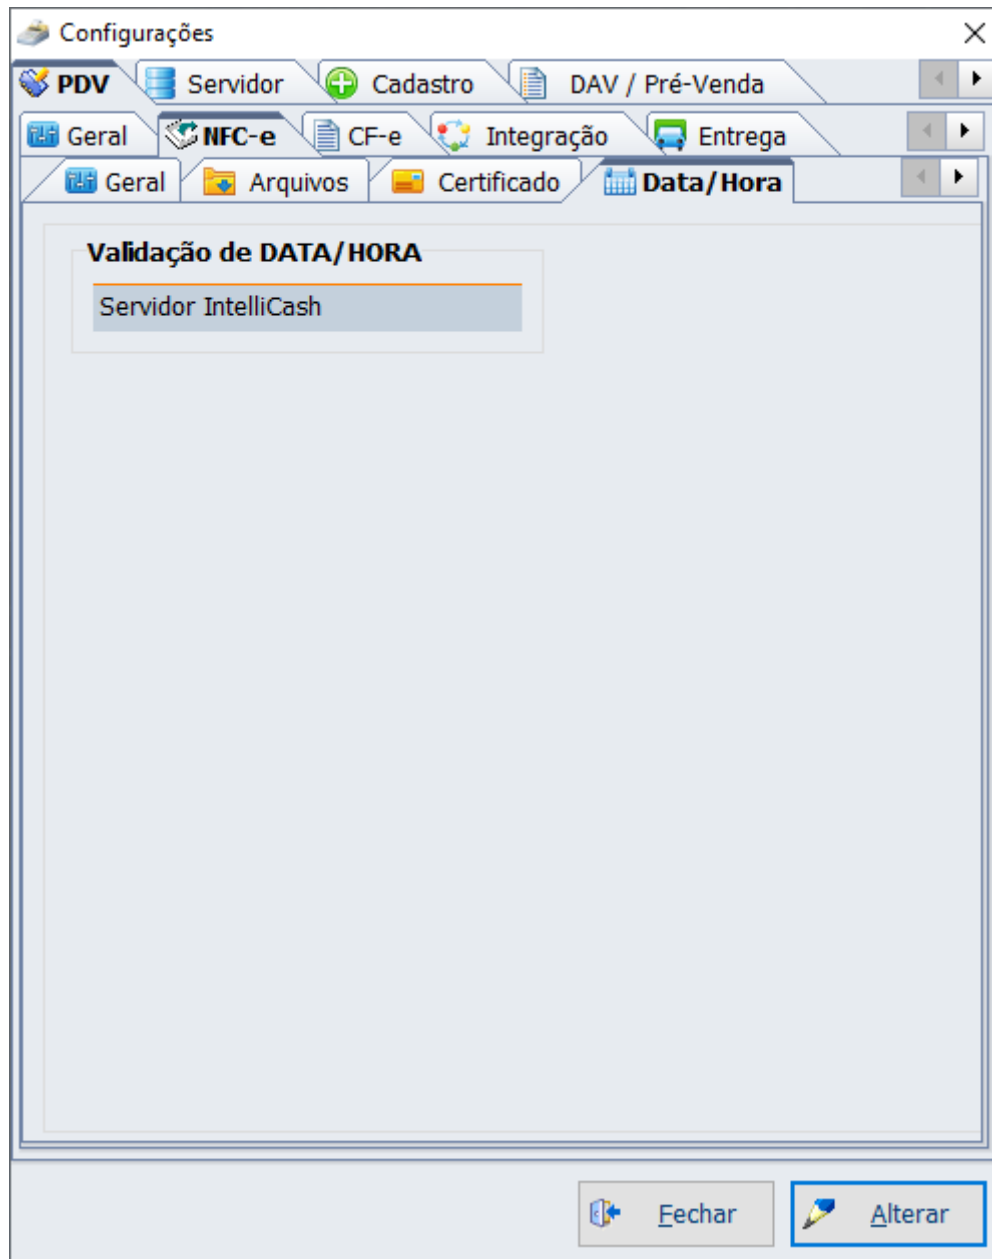 Configurações
PDV Servidor Cadastro DAV / Pré-Venda
Geral NFC-e CF-e Integração Entrega
Geral Arquivos Certificado Data/Hora
Validação de DATA/HORA
Servidor IntelliCash
Fechar Alterar